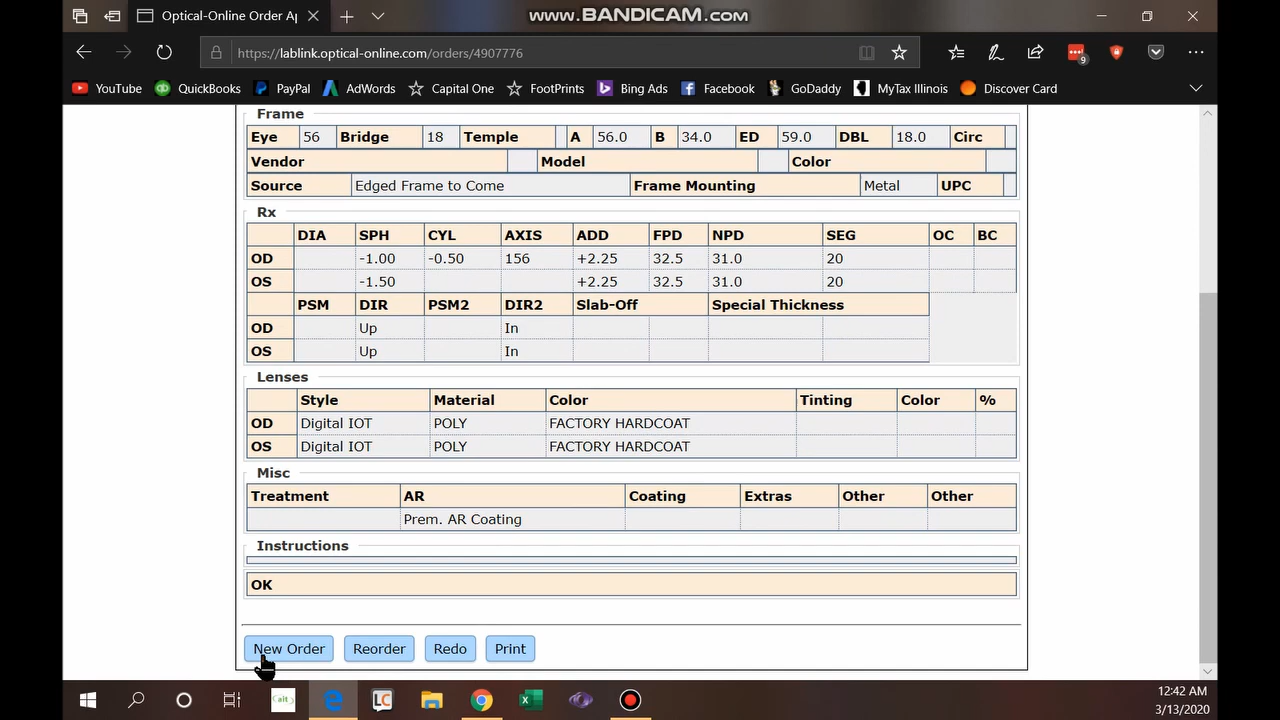 Optical-Online Order Ap
www.BANDICAM.com
https://lablink.optical-online.com/orders/4907776
9
YouTube QuickBooks PayPal AdWords Capital One FootPrints Bing Ads Facebook GoDaddy MyTax Illinois Discover Card
Frame
Eye 56 Bridge 18 Temple A 56.0 B 34.0 ED 59.0 DBL 18.0 Circ
Vendor Model Color
Source Edged Frame to Come Frame Mounting Metal UPC
Rx
DIA SPH CYL AXIS ADD FPD NPD SEG OC BC
OD -1.00 -0.50 156 +2.25 32.5 31.0 20
OS -1.50 +2.25 32.5 31.0 20
PSM DIR PSM2 DIR2 Slab-Off Special Thickness
OD Up In
OS Up In
Lenses
Style Material Color Tinting Color %
OD Digital IOT POLY FACTORY HARDCOAT
OS Digital IOT POLY FACTORY HARDCOAT
Misc
Treatment AR Coating Extras Other Other
Prem. AR Coating
Instructions
OK
New Order Reorder Redo Print
alt LC
12:42 AM
3/13/2020